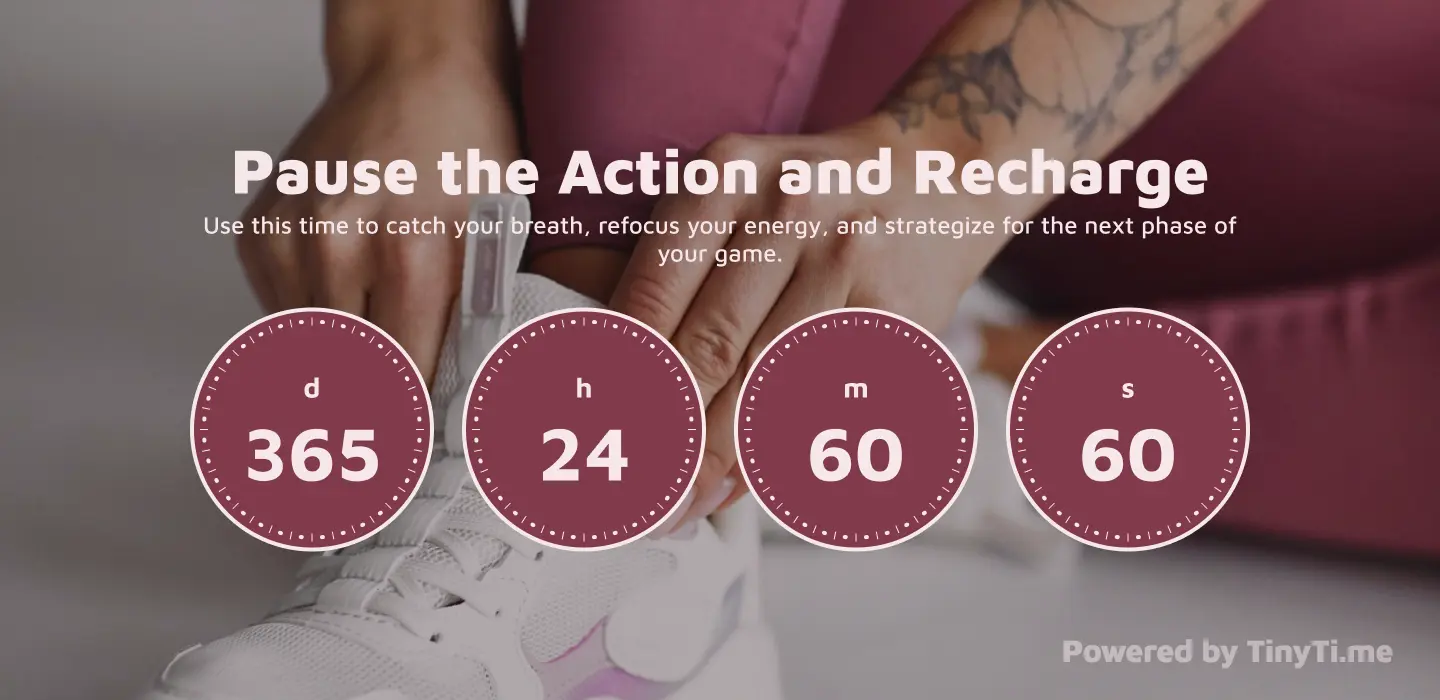 Pause the Action and Recharge
Use this time to catch your breath, refocus your energy, and strategize for the next phase of
your game.
d
365
h
24
m
60
s
60
Powered by TinyTi.me